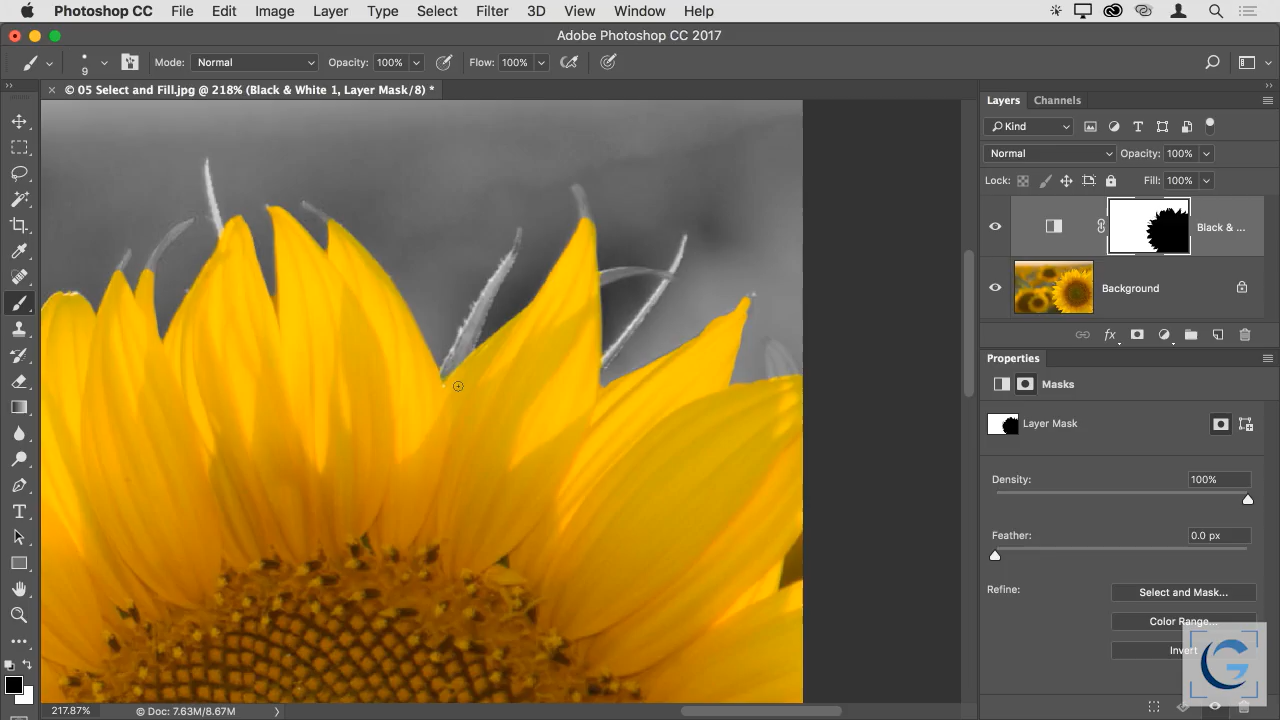 Photoshop CC File Edit Image Layer Type Select Filter 3D View Window Help
Adobe Photoshop CC 2017
9 Mode: Normal Opacity: 100% Flow: 100%
© 05 Select and Fill.jpg @ 218% (Black & White 1, Layer Mask/8) *
Layers Channels
Kind
Normal Opacity: 100%
Lock: Fill: 100%
Black & ...
Background
fx
Properties
Masks
Layer Mask
Density: 100%
Feather: 0.0 px
Refine: Select and Mask...
Color Range...
Invert
217.87% © Doc: 7.63M/8.67M